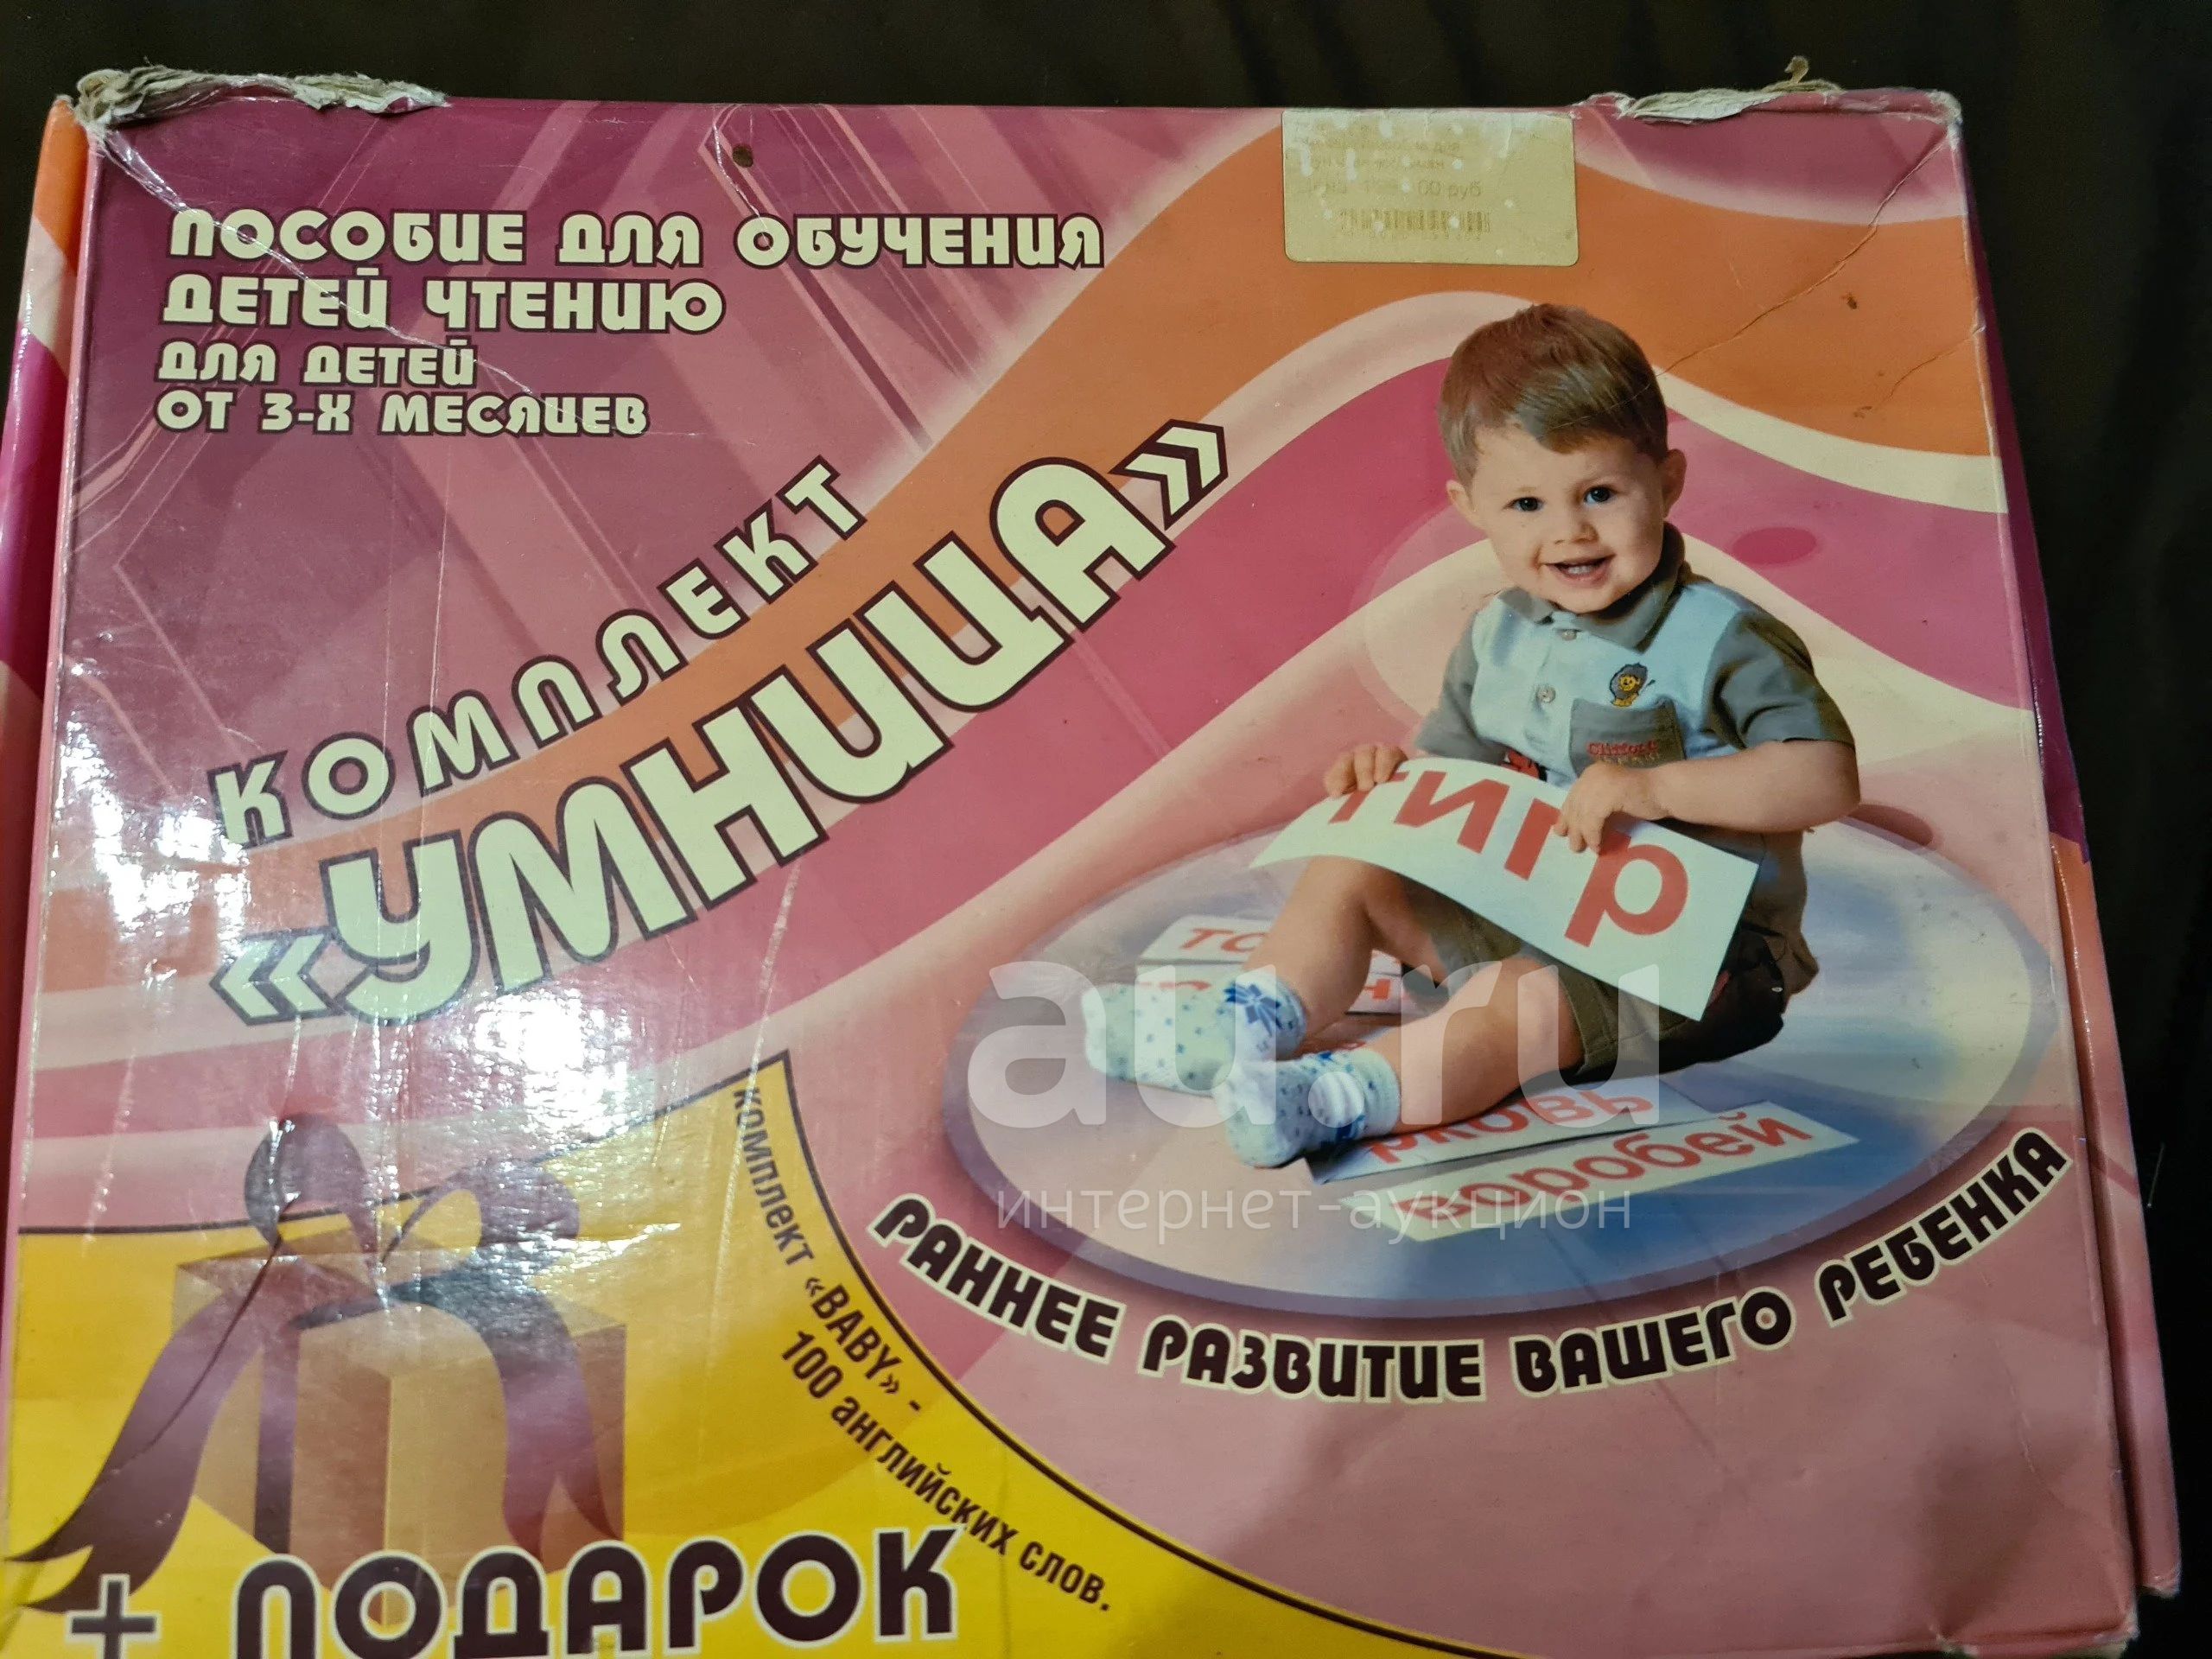 ПОСОБИЕ ДЛЯ ОБУЧЕНИЯ
ДЕТЕЙ ЧТЕНИЮ
ДЛЯ ДЕТЕЙ
ОТ 3-Х МЕСЯЦЕВ
руб
КОМПЛЕКТ
«УМНИЦА»
тигр
воробей
au.ru
интернет-аукцион
РАННЕЕ РАЗВИТИЕ ВАШЕГО РЕБЕНКА
КОМПЛЕКТ «BABY» -
100 английских слов.
+ ПОДАРОК